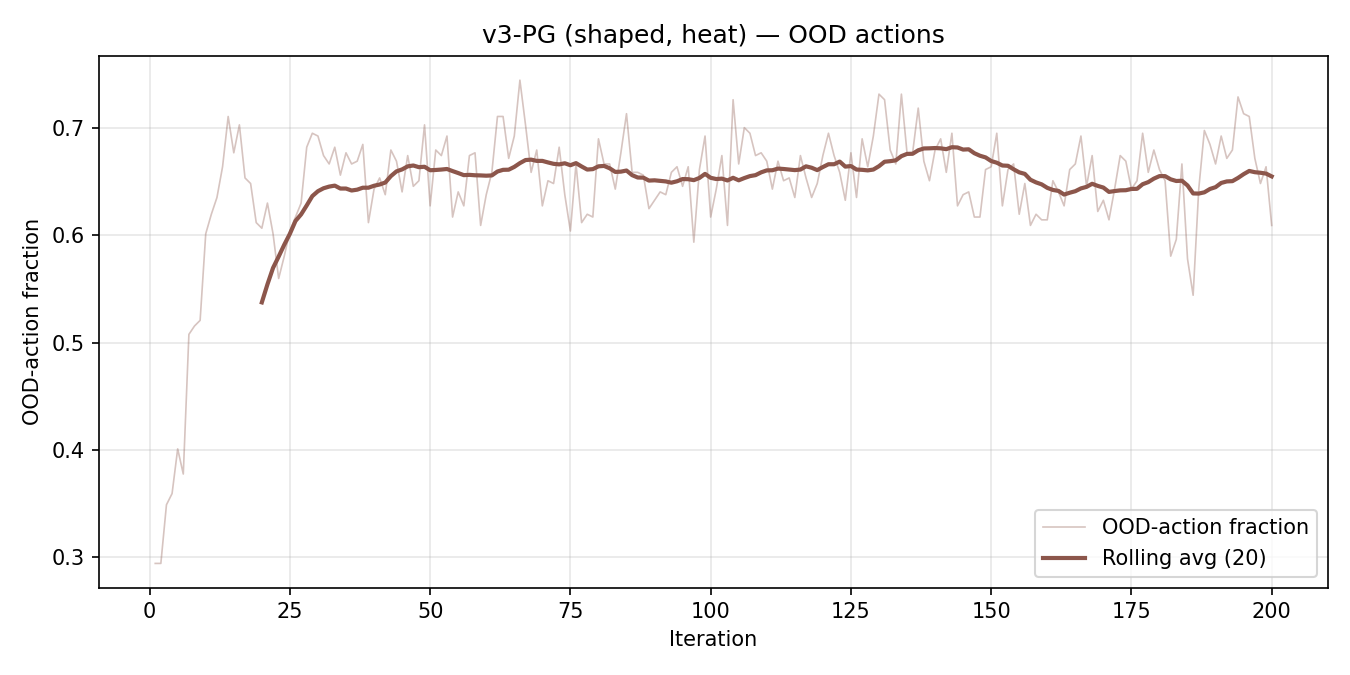 v3-PG (shaped, heat) — OOD actions
OOD-action fraction
0.7
0.6
0.5
0.4
0.3
OOD-action fraction
Rolling avg (20)
0 25 50 75 100 125 150 175 200
Iteration